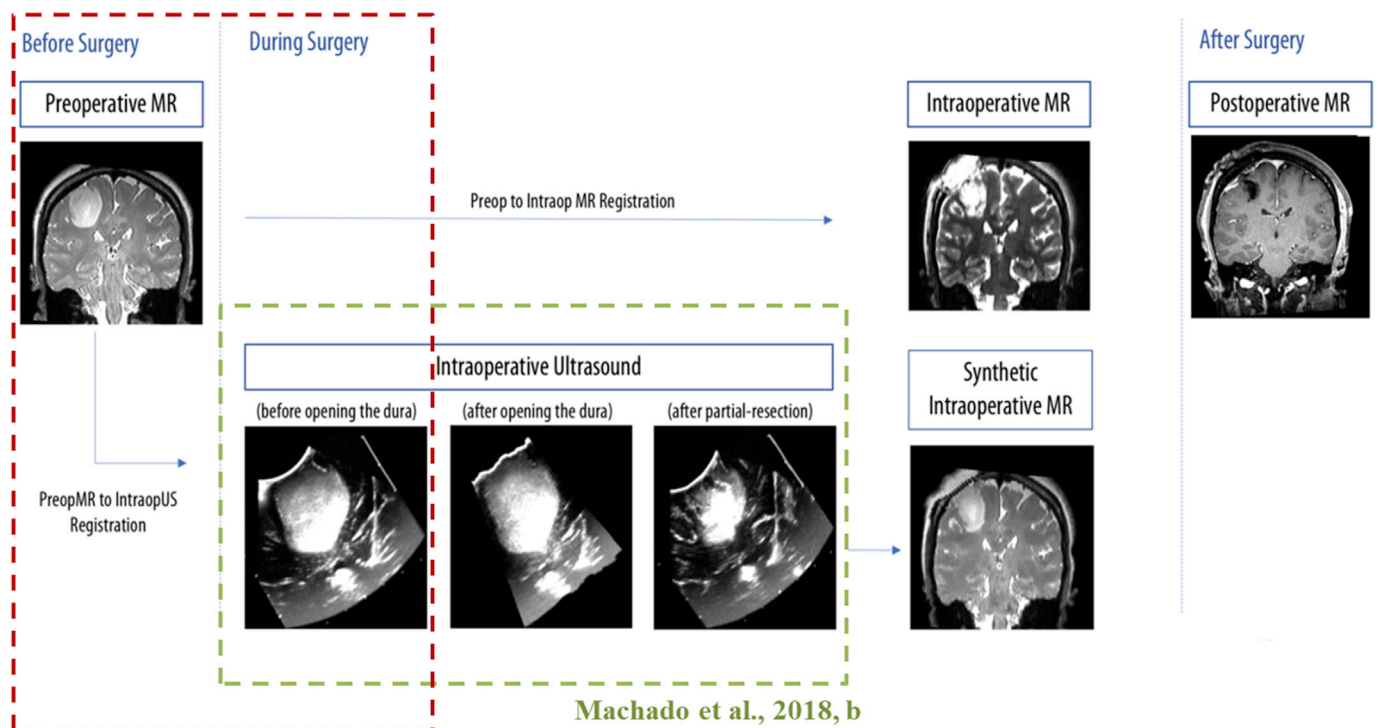 Before Surgery
During Surgery
After Surgery
Preoperative MR
Intraoperative MR
Postoperative MR
Preop to Intraop MR Registration
Intraoperative Ultrasound
(before opening the dura)
(after opening the dura)
(after partial-resection)
Synthetic
Intraoperative MR
PreopMR to IntraopUS
Registration
Machado et al., 2018, b